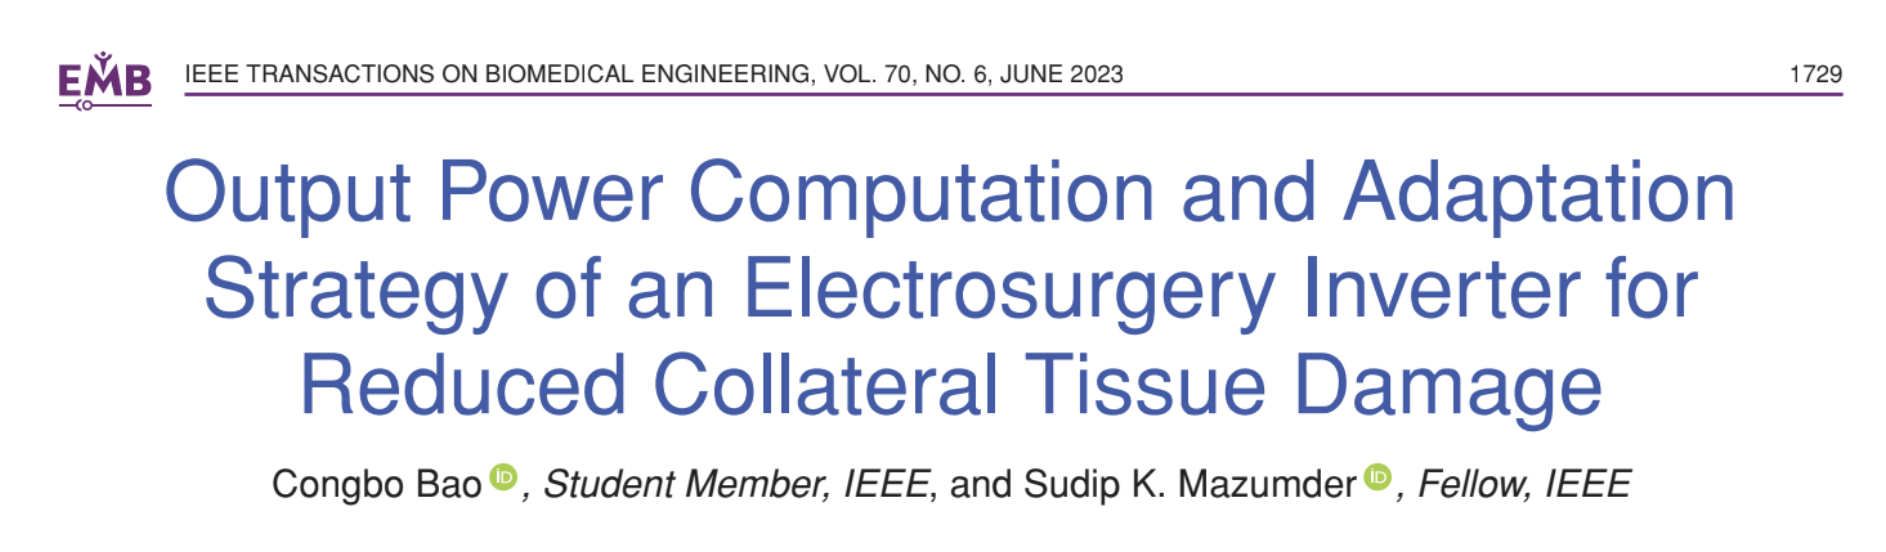 EMB IEEE TRANSACTIONS ON BIOMEDICAL ENGINEERING, VOL. 70, NO. 6, JUNE 2023 1729
Output Power Computation and Adaptation
Strategy of an Electrosurgery Inverter for
Reduced Collateral Tissue Damage
Congbo Bao iD, Student Member, IEEE, and Sudip K. Mazumder iD, Fellow, IEEE